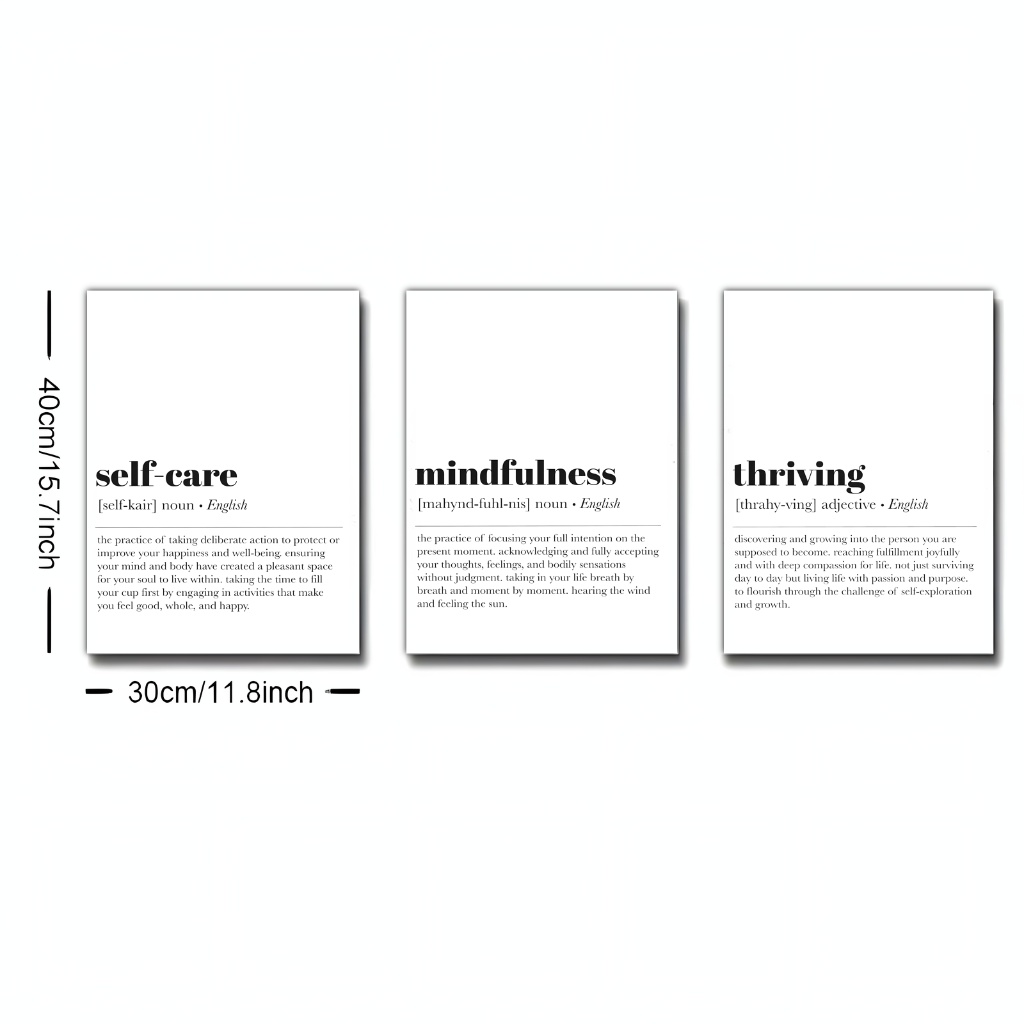 40cm/15.7inch
self-care
[self-kair] noun • English
the practice of taking deliberate action to protect or
improve your happiness and well-being. ensuring
your mind and body have created a pleasant space
for your soul to live within. taking the time to fill
your cup first by engaging in activities that make
you feel good, whole, and happy.
30cm/11.8inch
mindfulness
[mahynd-fuhl-nis] noun • English
the practice of focusing your full intention on the
present moment. acknowledging and fully accepting
your thoughts, feelings, and bodily sensations
without judgment. taking in your life breath by
breath and moment by moment. hearing the wind
and feeling the sun.
thriving
[thrahy-ving] adjective • English
discovering and growing into the person you are
supposed to become. reaching fulfillment joyfully
and with deep compassion for life. not just surviving
day to day but living life with passion and purpose.
to flourish through the challenge of self-exploration
and growth.